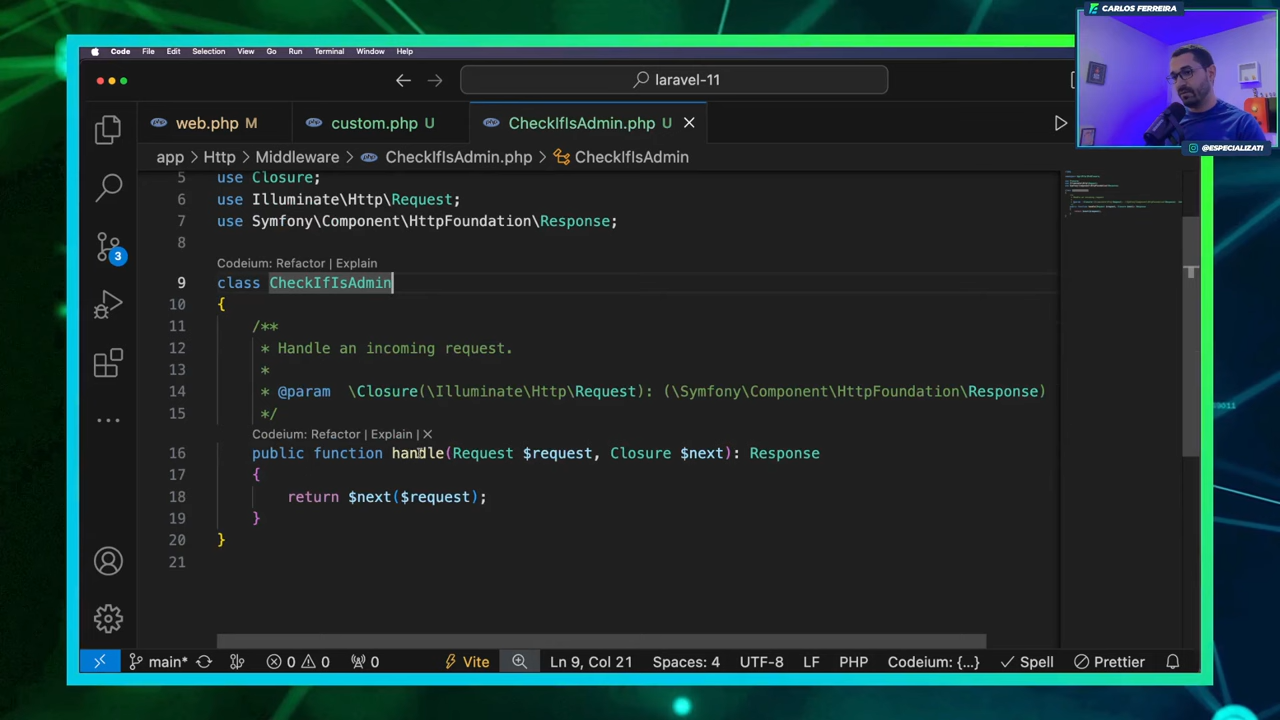 CARLOS FERREIRA
Code File Edit Selection View Go Run Terminal Window Help
laravel-11
web.php M custom.php U CheckIfIsAdmin.php U
@ESPECIALIZATI
app > Http > Middleware > CheckIfIsAdmin.php > CheckIfIsAdmin
5 use Closure;
6 use Illuminate\Http\Request;
7 use Symfony\Component\HttpFoundation\Response;
8
3
Codeium: Refactor | Explain
9 class CheckIfIsAdmin
10 {
11 /**
12 * Handle an incoming request.
13 *
14 * @param \Closure(\Illuminate\Http\Request): (\Symfony\Component\HttpFoundation\Response)
15 */
Codeium: Refactor | Explain | ✕
16 public function handle(Request $request, Closure $next): Response
17 {
18 return $next($request);
19 }
20 }
21
main* 0 0 0 Vite Ln 9, Col 21 Spaces: 4 UTF-8 LF PHP Codeium: {...} Spell Prettier